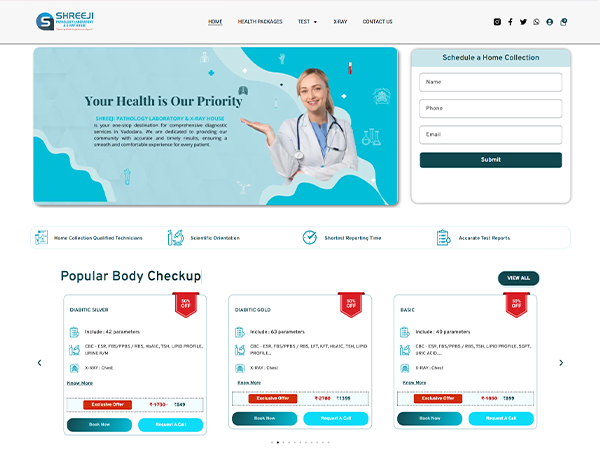 SHREEJI
PATHOLOGY LABORATORY
& X-RAY HOUSE
HOME
HEALTH PACKAGES
TEST
X-RAY
CONTACT US
Your Health is Our Priority
SHREEJI PATHOLOGY LABORATORY & X-RAY HOUSE
is your one-stop destination for comprehensive diagnostic
services in Vadodara. We are dedicated to providing our
community with accurate and timely results, ensuring a
smooth and comfortable experience for every patient.
Schedule a Home Collection
Name
Phone
Email
Submit
Home Collection Qualified Technicians
Scientific Orientation
Shortest Reporting Time
Accurate Test Reports
Popular Body Checkup
VIEW ALL
50%
OFF
DIABITIC SILVER
Include : 42 parameters
CBC - ESR, FBS/PPBS / RBS, HbA1C, TSH, LIPID PROFILE,
URINE R/M
X-RAY : Chest
Know More
Exclusive Offer
₹ 1730
₹849
Book Now
Request A Call
50%
OFF
DIABITIC GOLD
Include : 63 parameters
CBC - ESR, FBS/PPBS / RBS, LFT, KFT, HbA1C, TSH, LIPID
PROFILE...
X-RAY : Chest
Know More
Exclusive Offer
₹ 2780
₹1399
Book Now
Request A Call
50%
OFF
BASIC
Include : 40 parameters
CBC - ESR, FBS/PPBS / RBS, TSH, LIPID PROFILE, SGPT,
URIC ACID....
X-RAY : Chest
Know More
Exclusive Offer
₹ 1830
₹899
Book Now
Request A Call